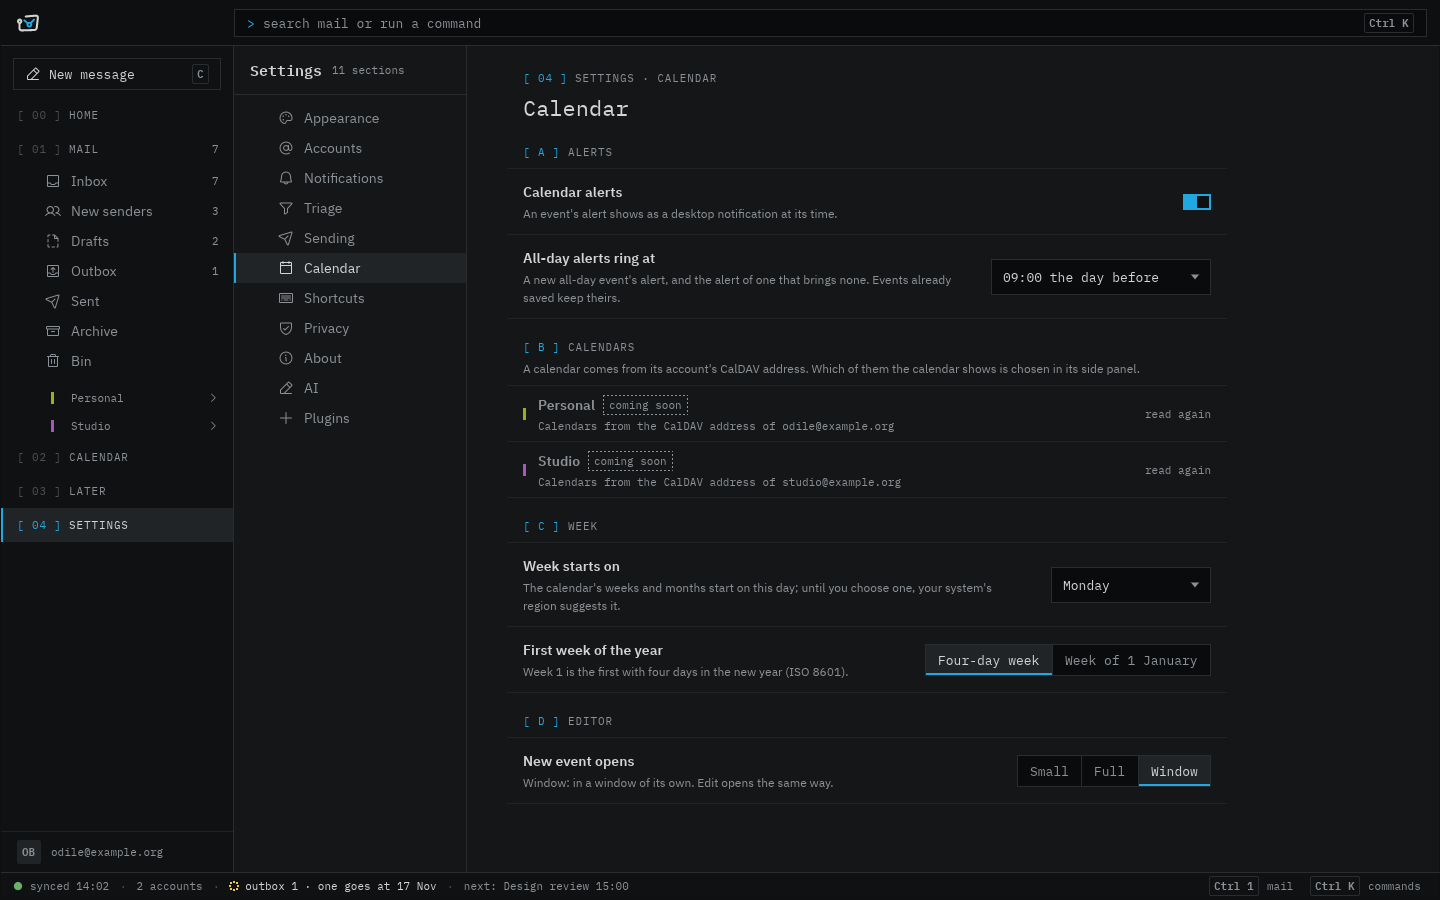 > search mail or run a command
Ctrl K
New message
C
[ 00 ] HOME
[ 01 ] MAIL 7
Inbox 7
New senders 3
Drafts 2
Outbox 1
Sent
Archive
Bin
Personal
Studio
[ 02 ] CALENDAR
[ 03 ] LATER
[ 04 ] SETTINGS
OB odile@example.org
Settings 11 sections
Appearance
Accounts
Notifications
Triage
Sending
Calendar
Shortcuts
Privacy
About
AI
Plugins
[ 04 ] SETTINGS · CALENDAR
Calendar
[ A ] ALERTS
Calendar alerts
An event's alert shows as a desktop notification at its time.
All-day alerts ring at
A new all-day event's alert, and the alert of one that brings none. Events already
saved keep theirs.
09:00 the day before
[ B ] CALENDARS
A calendar comes from its account's CalDAV address. Which of them the calendar shows is chosen in its side panel.
Personal coming soon
Calendars from the CalDAV address of odile@example.org
read again
Studio coming soon
Calendars from the CalDAV address of studio@example.org
read again
[ C ] WEEK
Week starts on
The calendar's weeks and months start on this day; until you choose one, your system's
region suggests it.
Monday
First week of the year
Week 1 is the first with four days in the new year (ISO 8601).
Four-day week
Week of 1 January
[ D ] EDITOR
New event opens
Window: in a window of its own. Edit opens the same way.
Small
Full
Window
synced 14:02 · 2 accounts · outbox 1 · one goes at 17 Nov · next: Design review 15:00
Ctrl 1 mail
Ctrl K commands